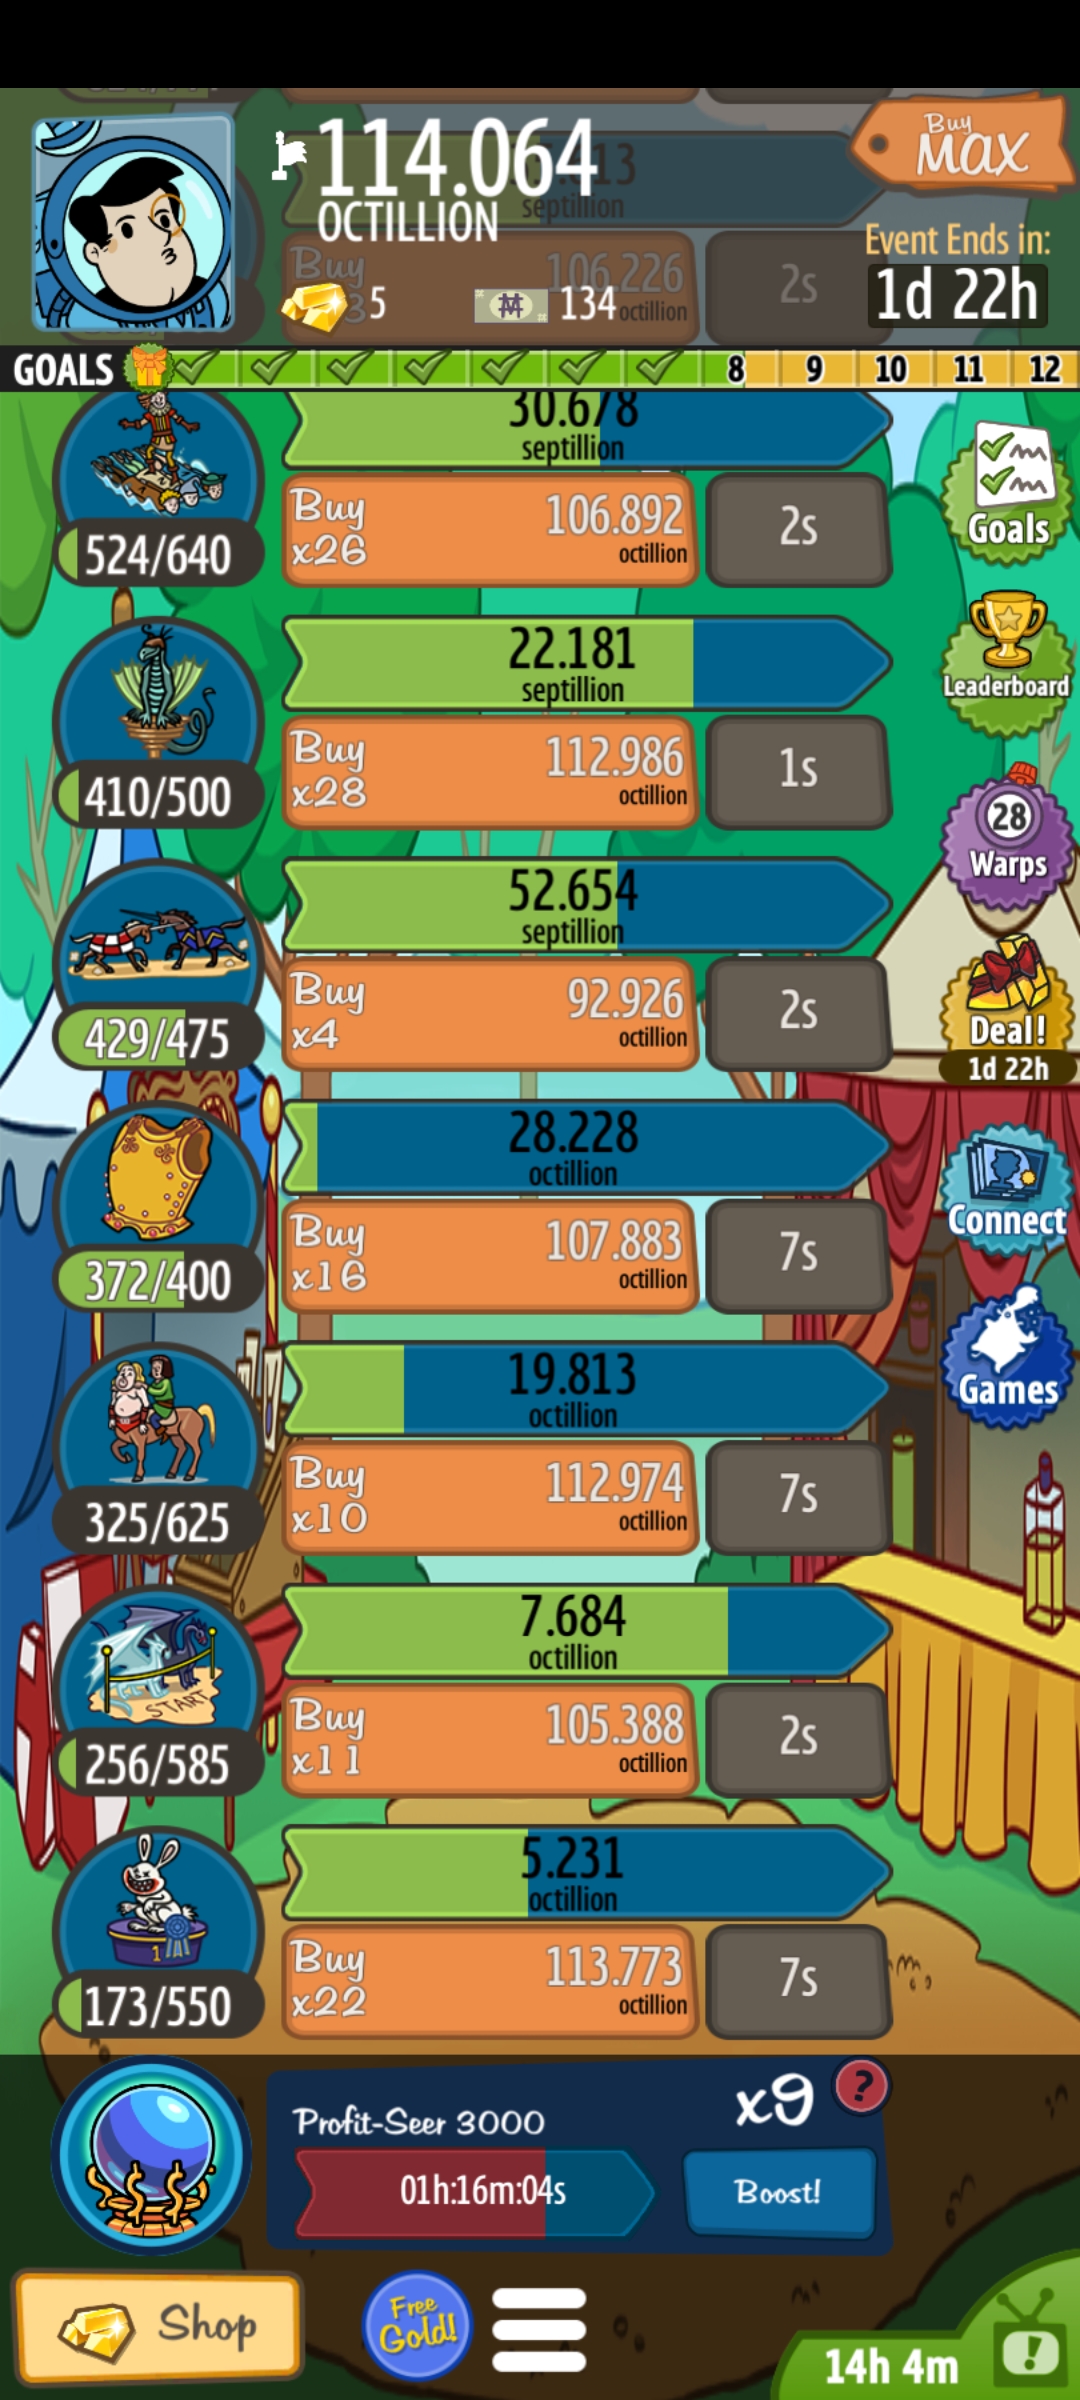 Buy
MAX
114.064
OCTILLION
septillion
Buy
106.226
octillion
2s
5
134
Event Ends in:
1d 22h
GOALS
8
9
10
11
12
30.678
septillion
524/640
Buy
x26
106.892
octillion
2s
Goals
22.181
septillion
410/500
Buy
x28
112.986
octillion
1s
Leaderboard
28
Warps
52.654
septillion
429/475
Buy
x4
92.926
octillion
2s
Deal!
1d 22h
28.228
octillion
372/400
Buy
x16
107.883
octillion
7s
Connect
19.813
octillion
325/625
Buy
x10
112.974
octillion
7s
Games
7.684
octillion
START
256/585
Buy
x11
105.388
octillion
2s
5.231
octillion
1
173/550
Buy
x22
113.773
octillion
7s
Profit-Seer 3000
x9
?
01h:16m:04s
Boost!
Shop
Free
Gold!
14h 4m
!